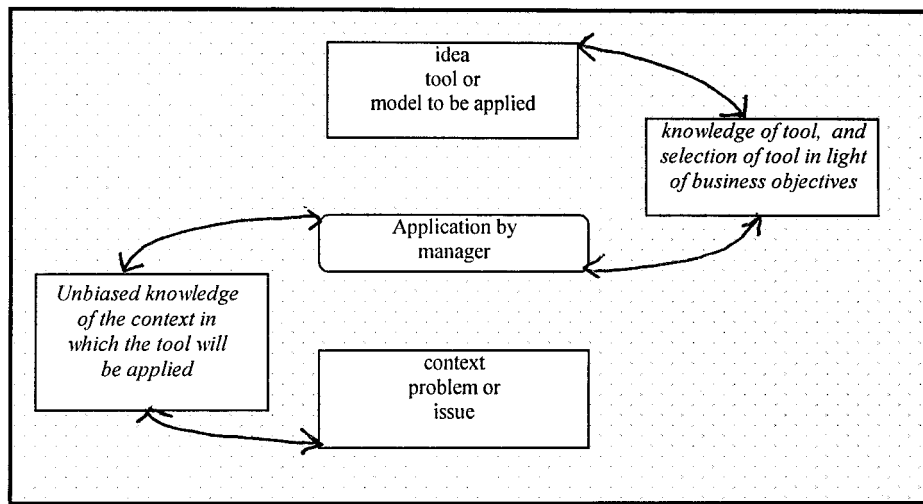 idea
tool or
model to be applied
knowledge of tool, and
selection of tool in light
of business objectives
Application by
manager
Unbiased knowledge
of the context in
which the tool will
be applied
context
problem or
issue